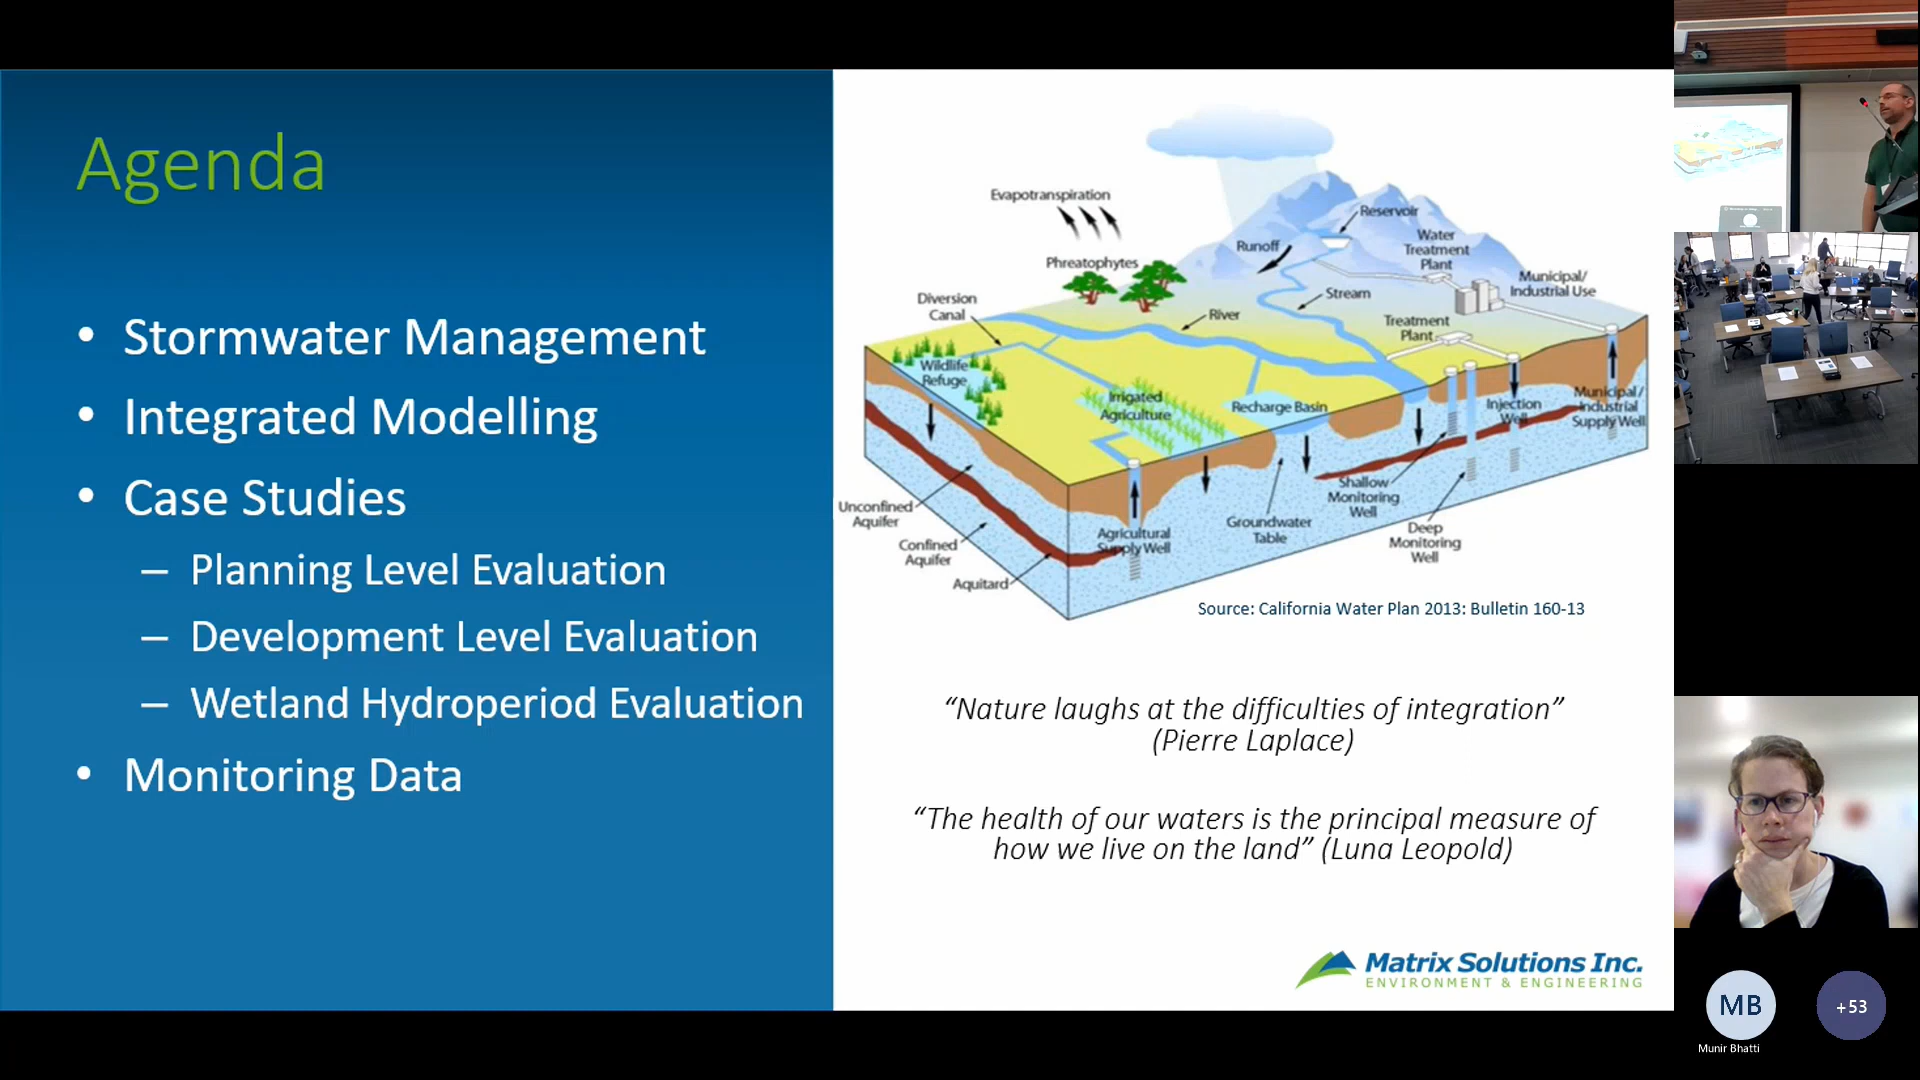 Agenda
• Stormwater Management
• Integrated Modelling
• Case Studies
– Planning Level Evaluation
– Development Level Evaluation
– Wetland Hydroperiod Evaluation
• Monitoring Data
Evapotranspiration
Reservoir
Runoff
Water
Treatment
Plant
Phreatophytes
Municipal/
Industrial Use
Diversion
Canal
Stream
River
Treatment
Plant
Wildlife
Refuge
Irrigated
Agriculture
Recharge Basin
Injection
Well
Municipal/
Industrial
Supply Well
Unconfined
Aquifer
Confined
Aquifer
Aquitard
Agricultural
Supply Well
Groundwater
Table
Shallow
Monitoring
Well
Deep
Monitoring
Well
Source: California Water Plan 2013: Bulletin 160-13
“Nature laughs at the difficulties of integration”
(Pierre Laplace)
“The health of our waters is the principal measure of
how we live on the land” (Luna Leopold)
Matrix Solutions Inc.
ENVIRONMENT & ENGINEERING
MB
+53
Munir Bhatti